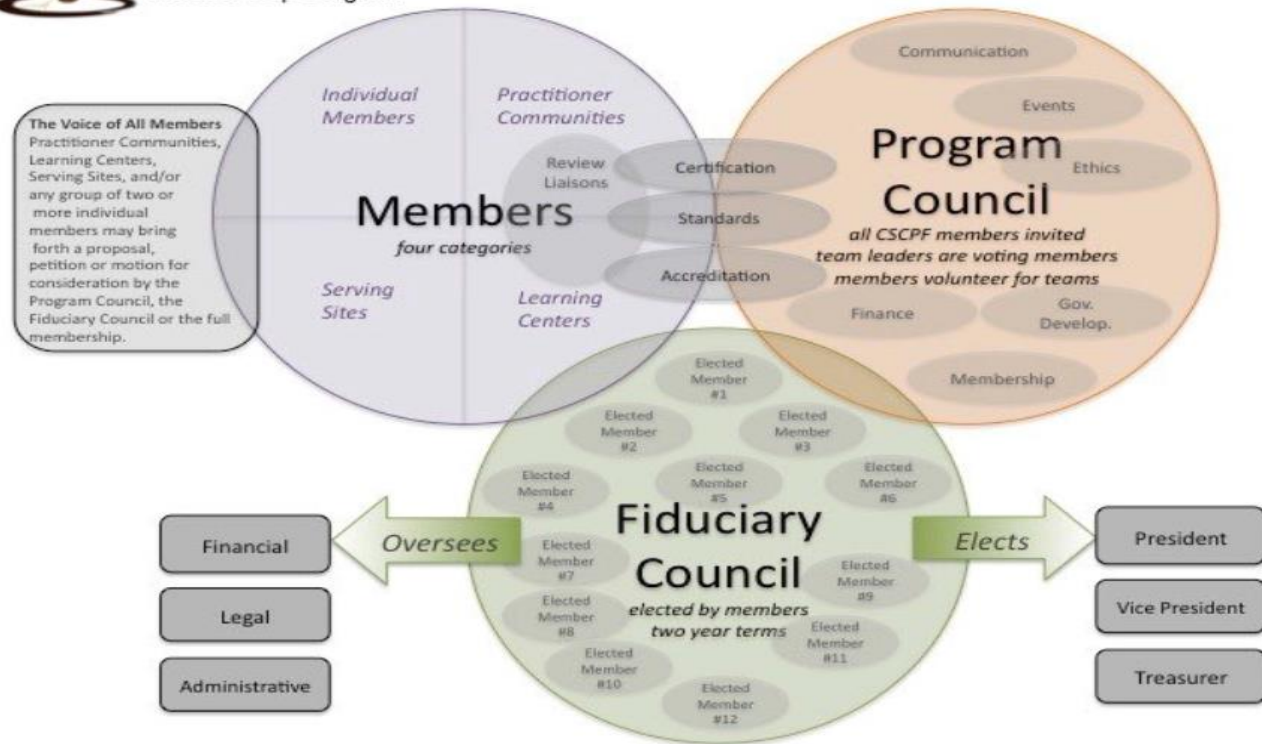 The Voice of All Members
Practitioner Communities,
Learning Centers,
Serving Sites, and/or
any group of two or
more individual
members may bring
forth a proposal,
petition or motion for
consideration by the
Program Council, the
Fiduciary Council or the full
membership.
Individual
Members
Practitioner
Communities
Review
Liaisons
Members
four categories
Serving
Sites
Learning
Centers
Certification
Standards
Accreditation
Communication
Events
Ethics
Program
Council
all CSCPF members invited
team leaders are voting members
members volunteer for teams
Finance
Gov.
Develop.
Membership
Elected
Member
#1
Elected
Member
#2
Elected
Member
#3
Elected
Member
#4
Elected
Member
#5
Elected
Member
#6
Fiduciary
Council
elected by members
two year terms
Elected
Member
#7
Elected
Member
#8
Elected
Member
#9
Elected
Member
#10
Elected
Member
#11
Elected
Member
#12
Oversees
Financial
Legal
Administrative
Elects
President
Vice President
Treasurer